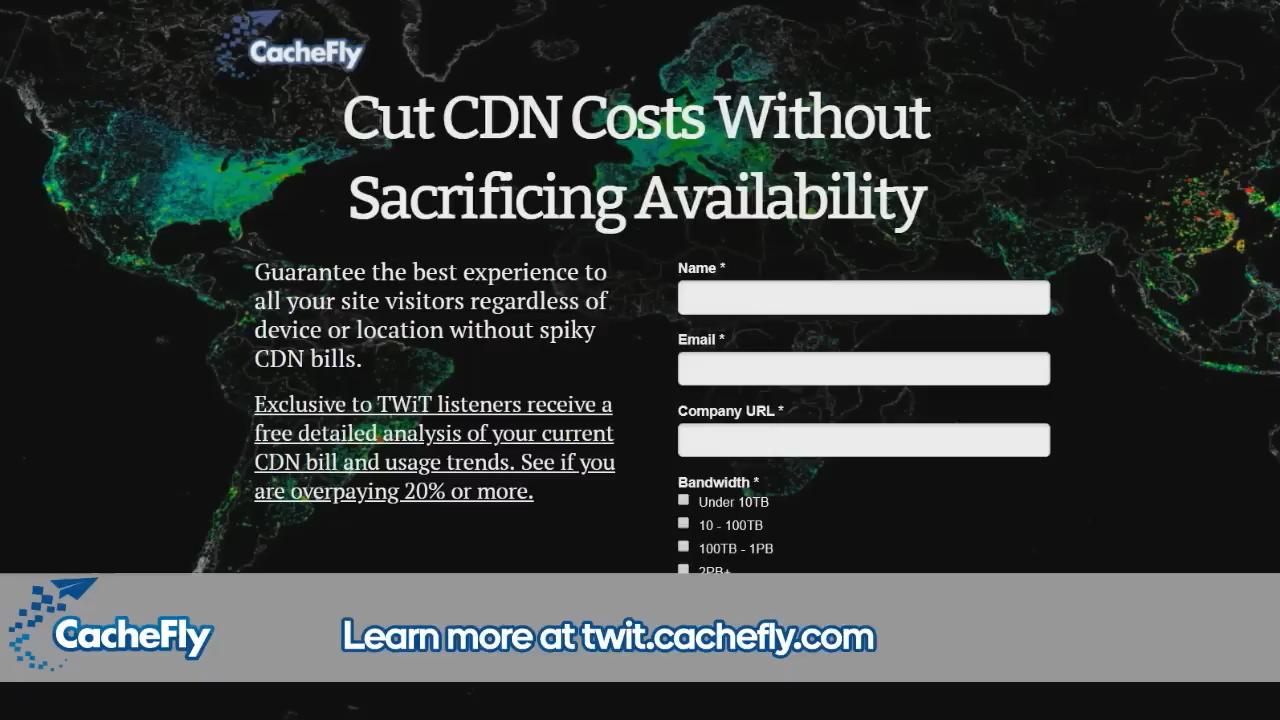 CacheFly
Cut CDN Costs Without
Sacrificing Availability
Guarantee the best experience to
all your site visitors regardless of
device or location without spiky
CDN bills.
Exclusive to TWiT listeners receive a
free detailed analysis of your current
CDN bill and usage trends. See if you
are overpaying 20% or more.
Name *
Email *
Company URL *
Bandwidth *
Under 10TB
10 - 100TB
100TB - 1PB
2PB+
CacheFly
Learn more at twit.cachefly.com